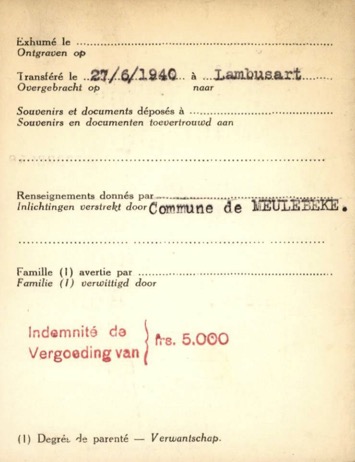 Exhumé le
Ontgraven op
Transféré le 27/6/1940 à Lambusart
Overgebracht op naar
Souvenirs et documents déposés à
Souvenirs en documenten toevertrouwd aan
Renseignements donnés par
Inlichtingen verstrekt door Commune de MEULEBEKE.
Famille (1) avertie par
Familie (1) verwittigd door
Indemnité de
Vergoeding van } frs. 5.000
(1) Degrés de parenté — Verwantschap.